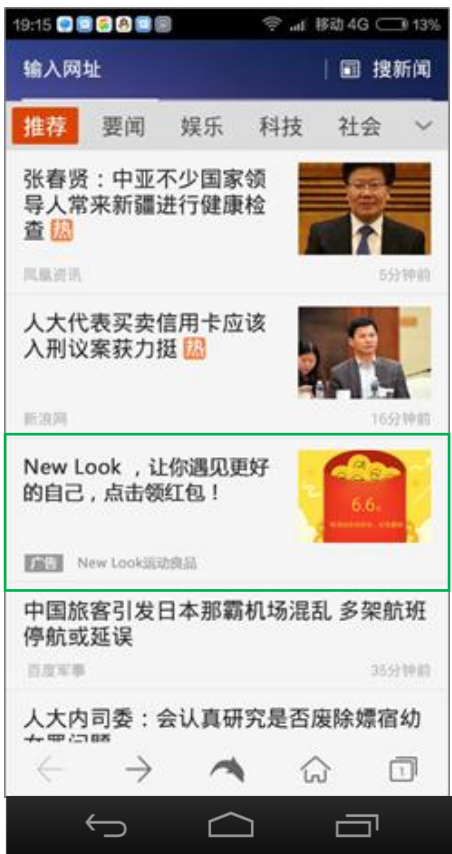 19:15 移动 4G 13%
输入网址 搜新闻
推荐 要闻 娱乐 科技 社会
张春贤：中亚不少国家领
导人常来新疆进行健康检
查 热
凤凰资讯 5分钟前
人大代表买卖信用卡应该
入刑议案获力挺 热
新浪网 16分钟前
New Look ，让你遇见更好
的自己，点击领红包！
6.6
广告 New Look运动良品
中国旅客引发日本那霸机场混乱 多架航班
停航或延误
百度军事 35分钟前
人大内司委：会认真研究是否废除嫖宿幼
女罪问题
1